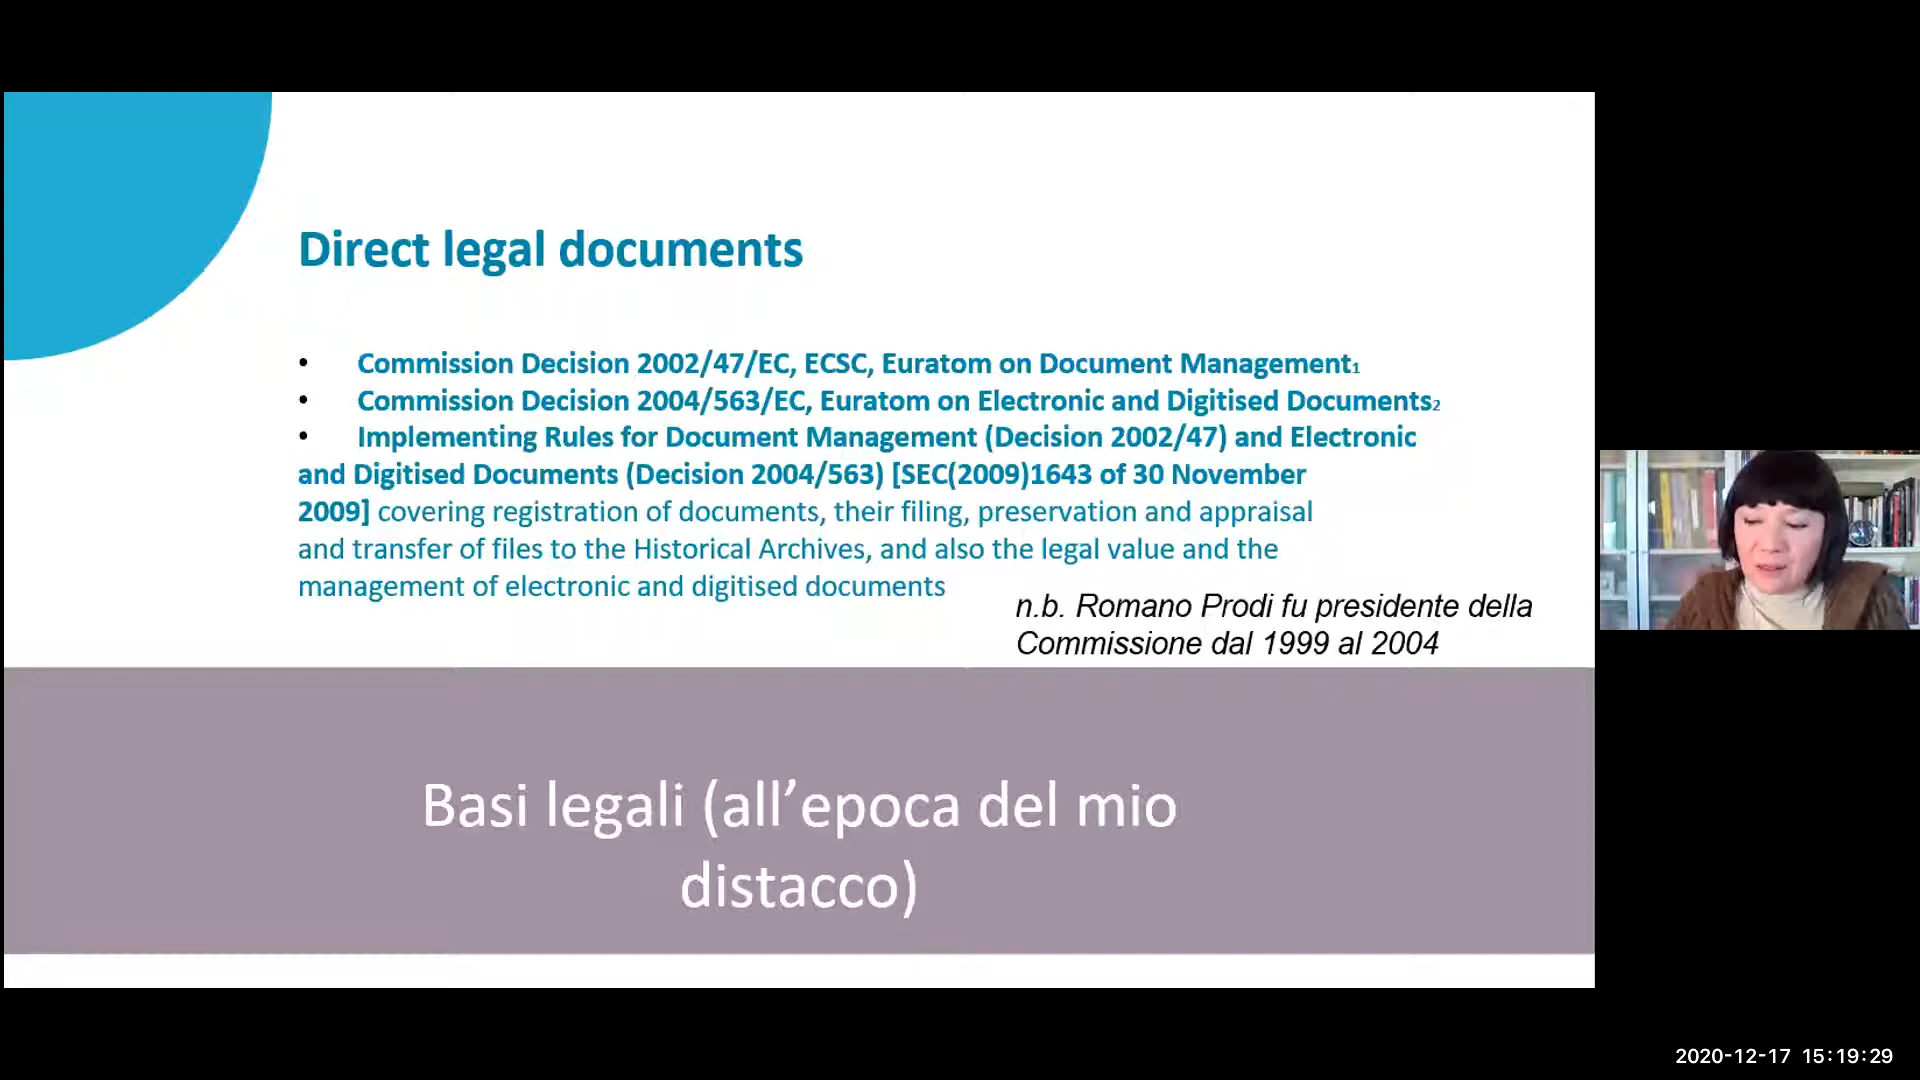 Direct legal documents
• Commission Decision 2002/47/EC, ECSC, Euratom on Document Management1
• Commission Decision 2004/563/EC, Euratom on Electronic and Digitised Documents2
• Implementing Rules for Document Management (Decision 2002/47) and Electronic
and Digitised Documents (Decision 2004/563) [SEC(2009)1643 of 30 November
2009] covering registration of documents, their filing, preservation and appraisal
and transfer of files to the Historical Archives, and also the legal value and the
management of electronic and digitised documents
n.b. Romano Prodi fu presidente della
Commissione dal 1999 al 2004
Basi legali (all’epoca del mio
distacco)
2020-12-17 15:19:29